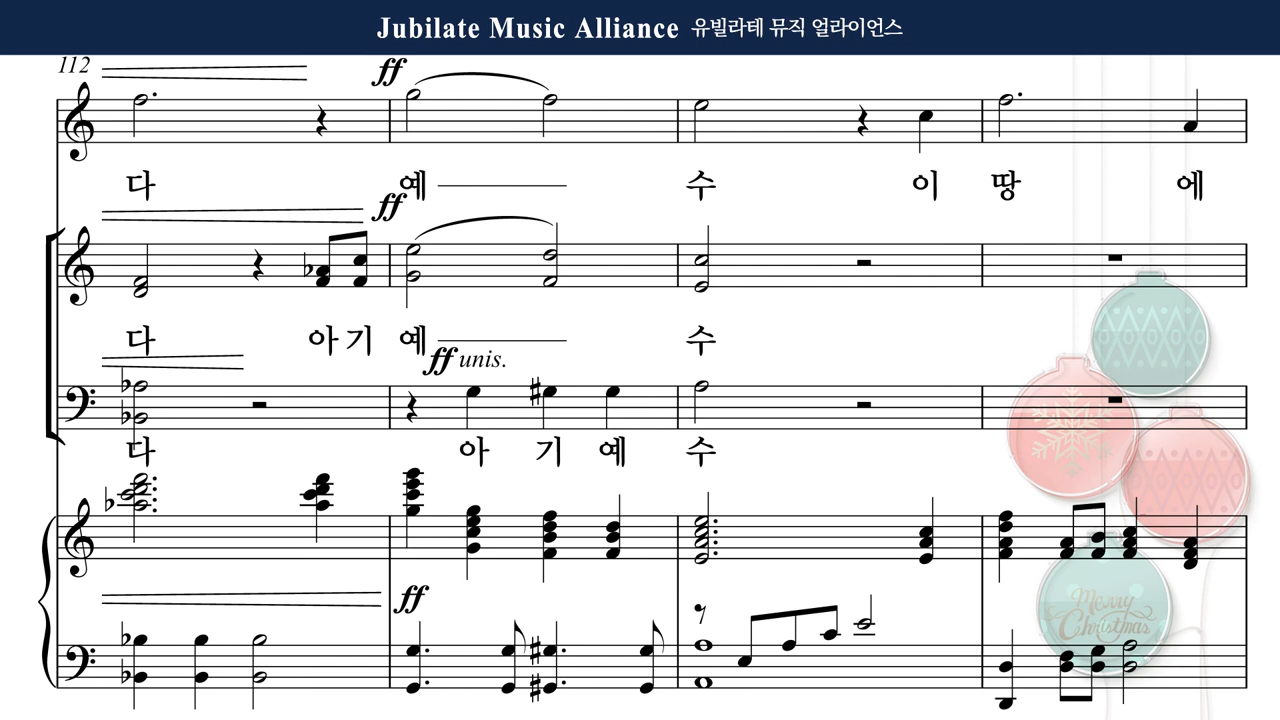 Jubilate Music Alliance 유빌라테 뮤직 얼라이언스
112
ff
다 예 수 이 땅 에
ff
다 아 기 예 수
ff unis.
다 아 기 예 수
ff
Merry
Christmas